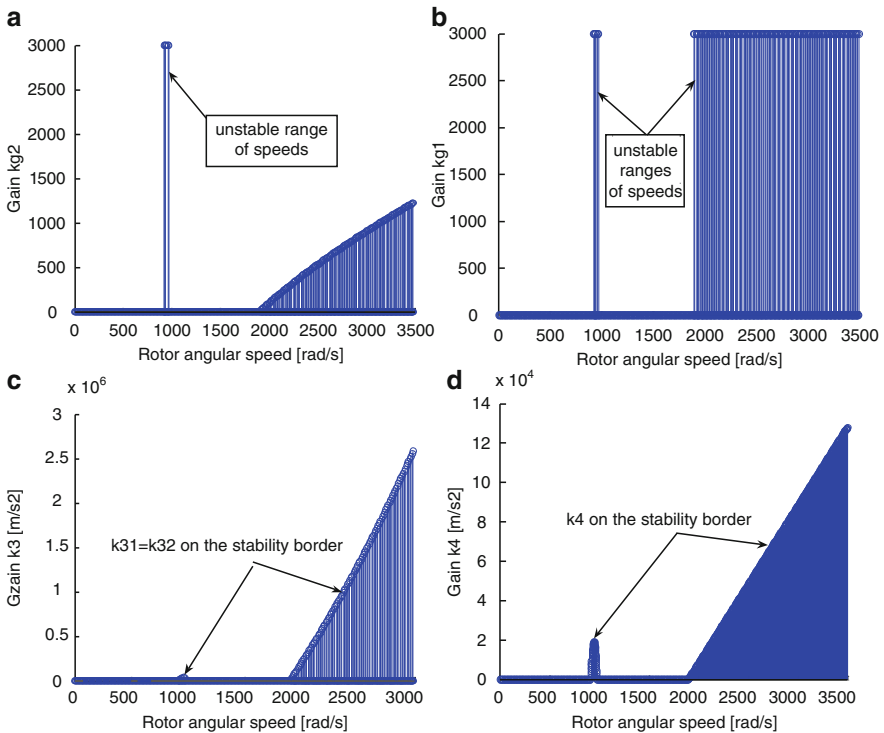 a
3000
2500
2000
1500
1000
500
0
Gain kg2
unstable range
of speeds
0 500 1000 1500 2000 2500 3000 3500
Rotor angular speed [rad/s]
b
3000
2500
2000
1500
1000
500
0
Gain kg1
unstable
ranges
of speeds
0 500 1000 1500 2000 2500 3000 3500
Rotor angular speed [rad/s]
c
x 10^6
3
2.5
2
1.5
1
0.5
0
Gzain k3 [m/s2]
k31=k32 on the stability border
0 500 1000 1500 2000 2500 3000
Rotor angular speed [rad/s]
d
x 10^4
14
12
10
8
6
4
2
0
Gain k4 [m/s2]
k4 on the stability border
0 500 1000 1500 2000 2500 3000 3500
Rotor angular speed [rad/s]